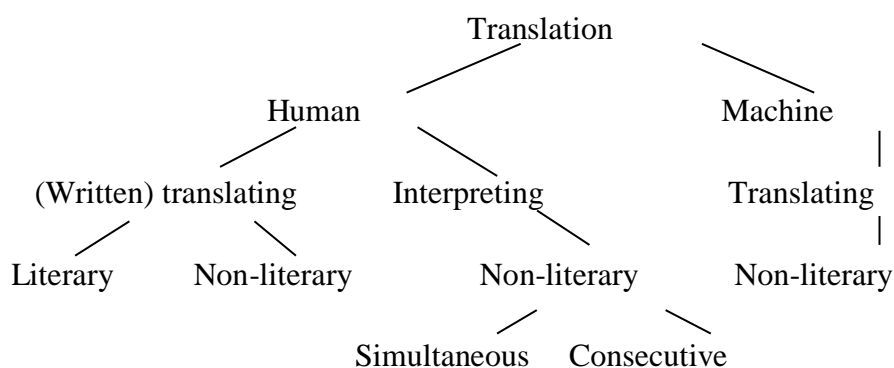 Translation
Human Machine
(Written) translating Interpreting Translating
Literary Non-literary Non-literary Non-literary
Simultaneous Consecutive